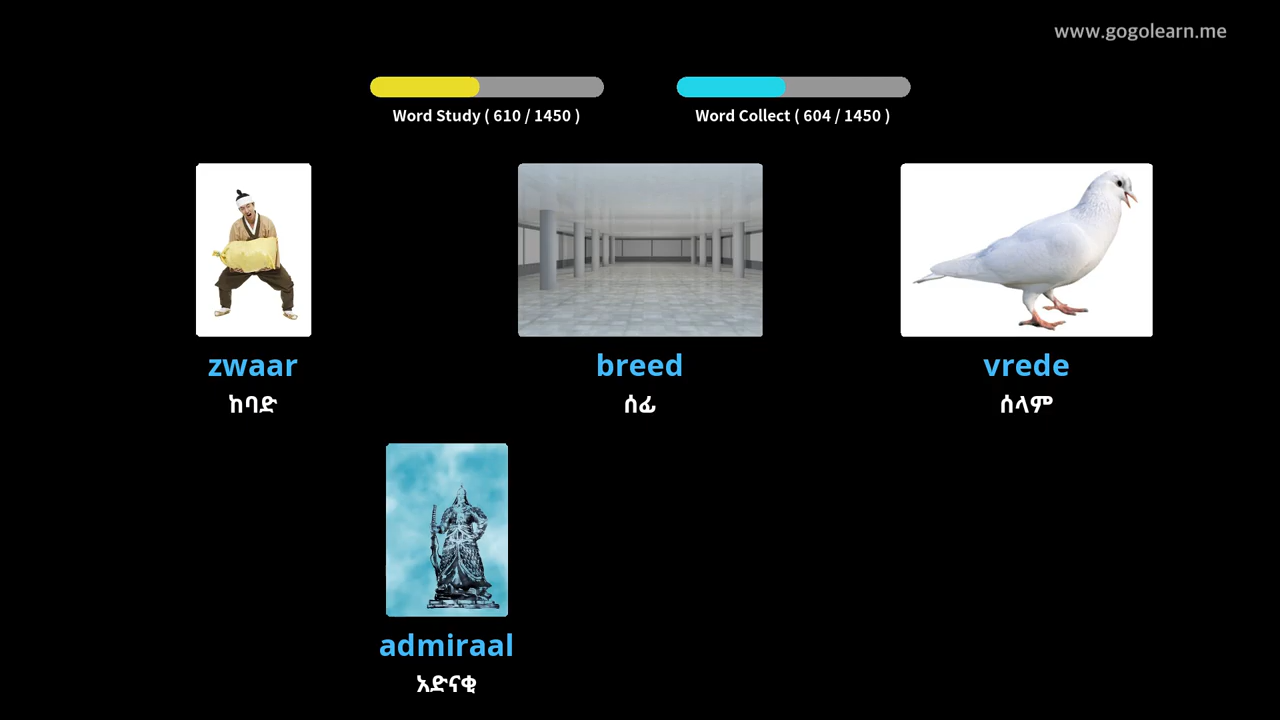 www.gogolearn.me
Word Study ( 610 / 1450 )
Word Collect ( 604 / 1450 )
zwaar
ከባድ
breed
ሰፊ
vrede
ሰላም
admiraal
አድናቂ